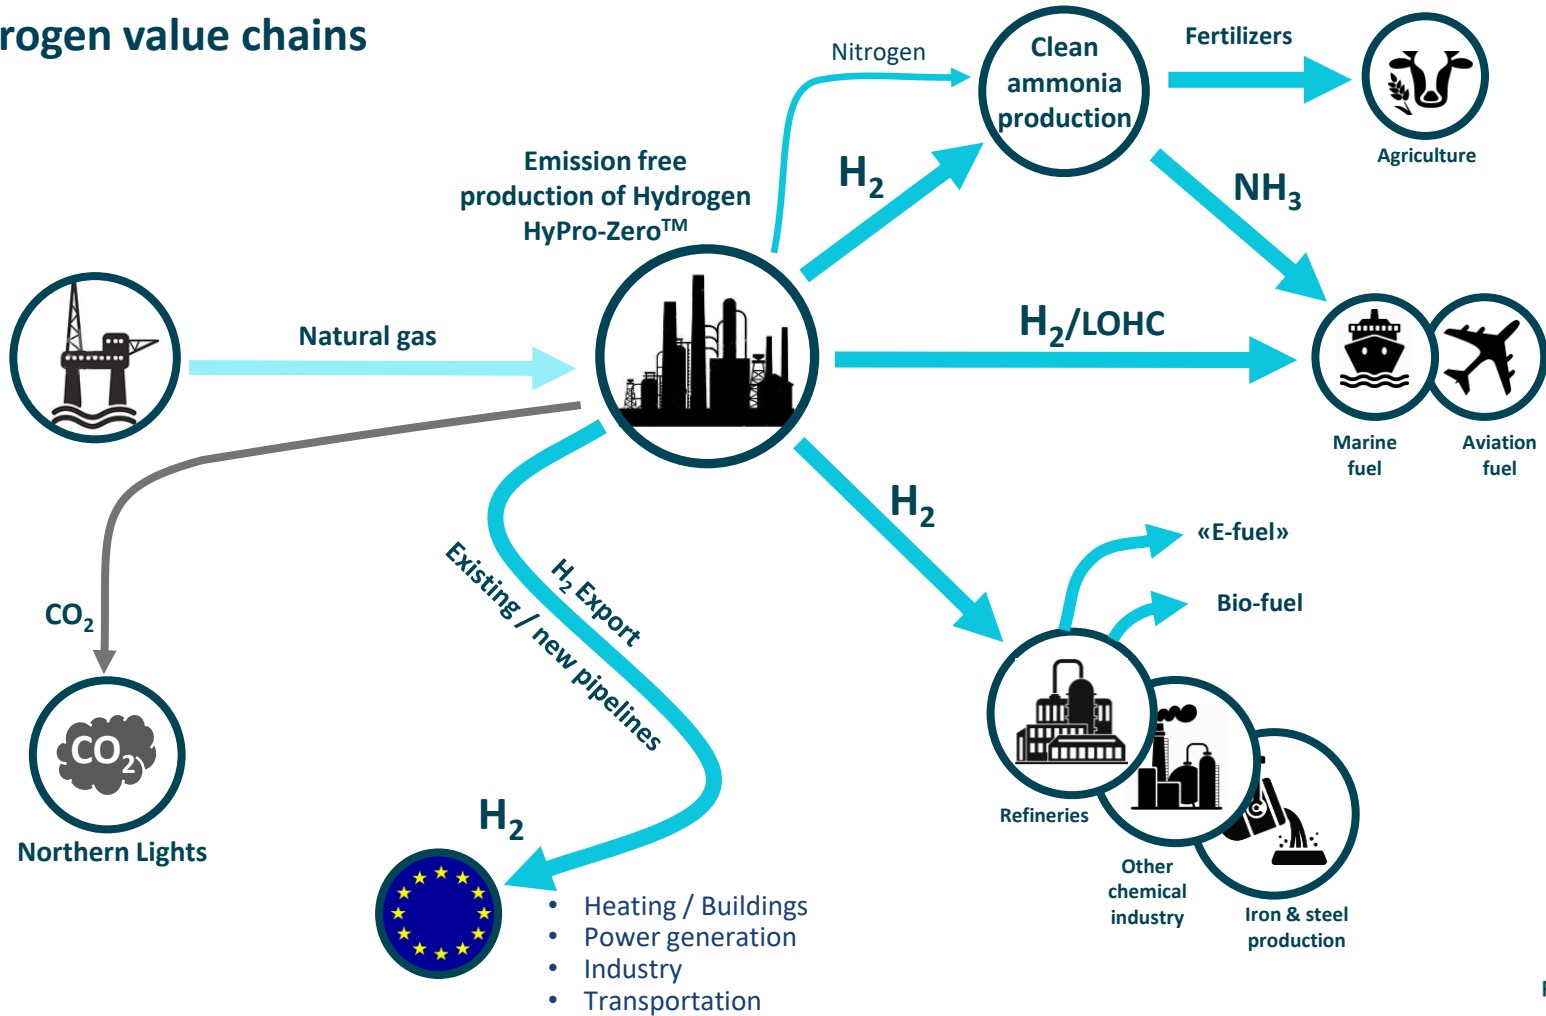 rogen value chains
Nitrogen
Clean
ammonia
production
Fertilizers
Agriculture
Emission free
production of Hydrogen
HyPro-Zero™
H₂
NH₃
Natural gas
H₂/LOHC
Marine
fuel
Aviation
fuel
H₂
«E-fuel»
Bio-fuel
H₂ Export
Existing / new pipelines
CO₂
CO₂
Northern Lights
H₂
Refineries
Other
chemical
industry
Iron & steel
production
• Heating / Buildings
• Power generation
• Industry
• Transportation